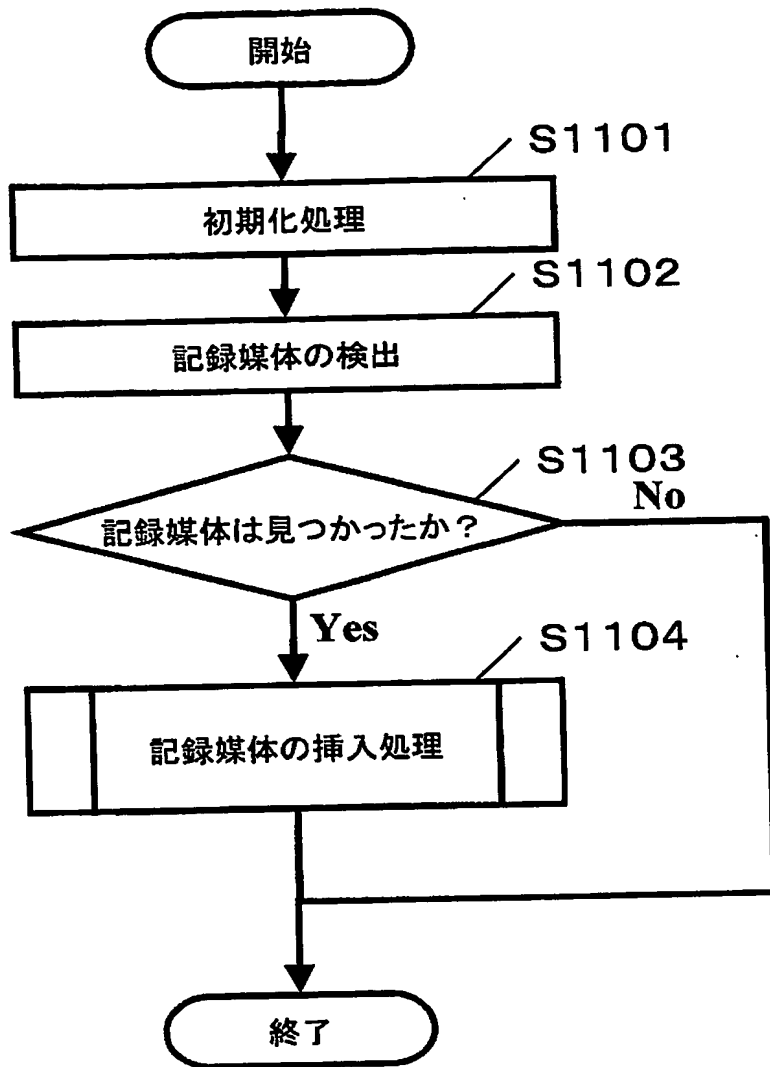 開始
S1101
初期化処理
S1102
記録媒体の検出
S1103
記録媒体は見つかったか？
No
Yes
S1104
記録媒体の挿入処理
終了